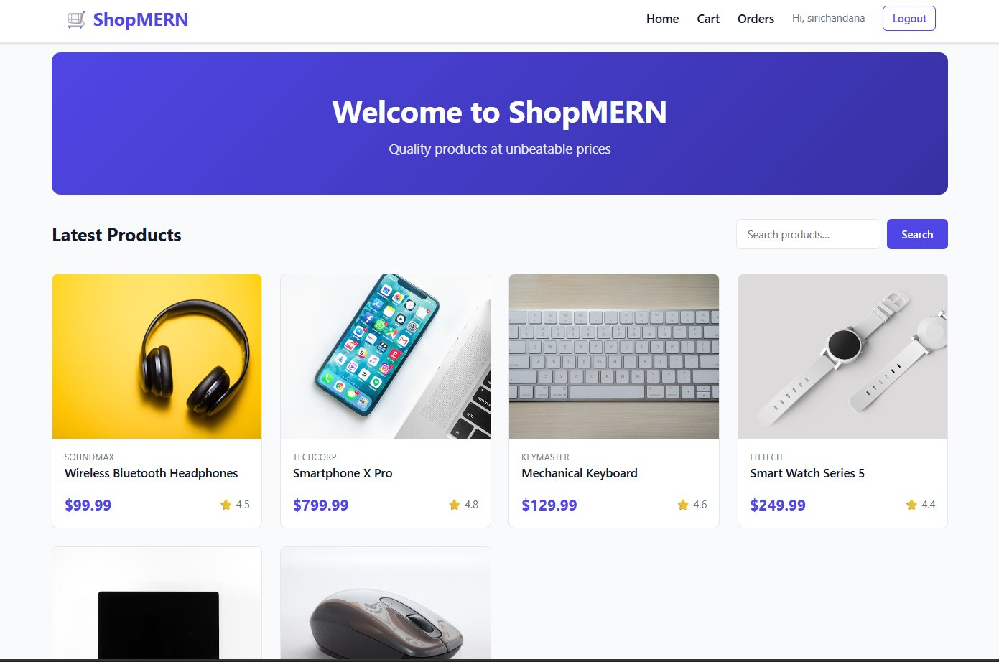 ShopMERN
Home Cart Orders Hi, sirichandana Logout
Welcome to ShopMERN
Quality products at unbeatable prices
Latest Products
Search products...
Search
SOUNDMAX
Wireless Bluetooth Headphones
$99.99
4.5
TECHCORP
Smartphone X Pro
$799.99
4.8
KEYMASTER
Mechanical Keyboard
$129.99
4.6
FITTECH
Smart Watch Series 5
$249.99
4.4